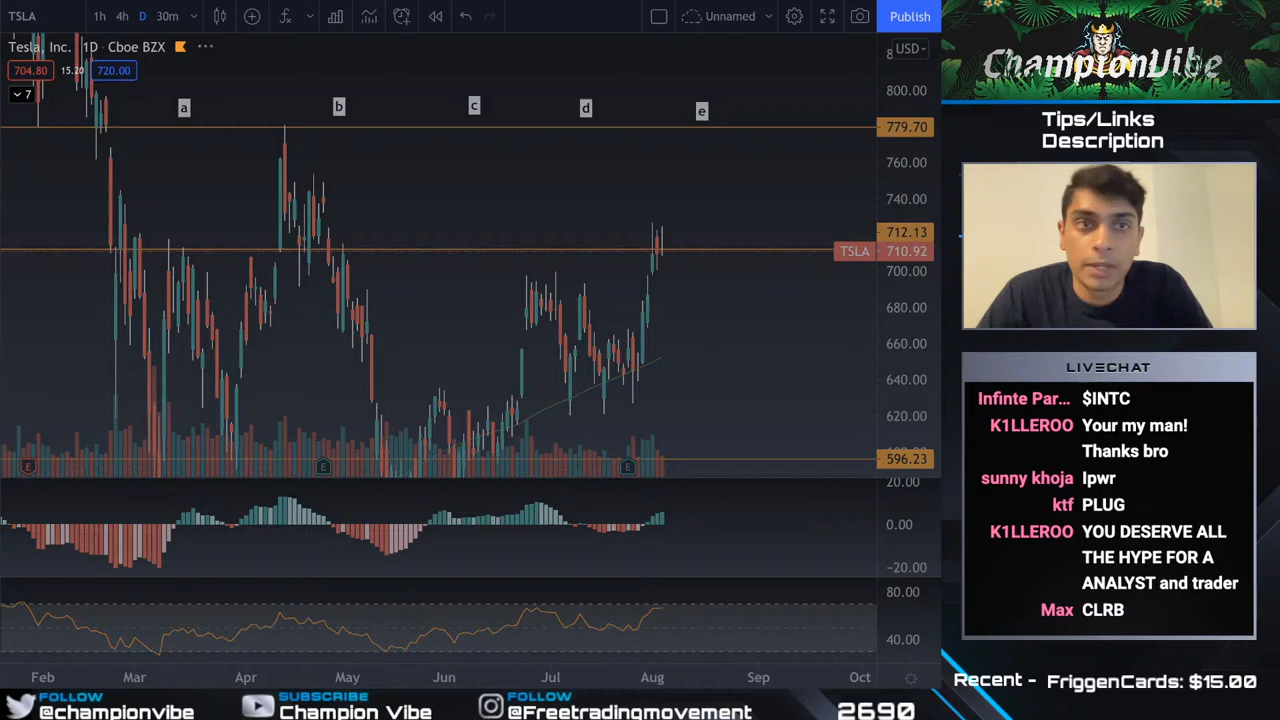 TSLA 1h 4h D 30m Unnamed Publish
Tesla, Inc. 1D · Cboe BZX
USD
704.80 15.20 720.00
7
800.00
a b c d e
779.70
760.00
740.00
712.13
TSLA 710.92
700.00
680.00
660.00
640.00
620.00
596.23
E E E
20.00
0.00
−20.00
80.00
40.00
Feb Mar Apr May Jun Jul Aug Sep Oct
FOLLOW
@championvibe
SUBSCRIBE
Champion Vibe
FOLLOW
@Freetradingmovement
2690
ChampionVibe
Tips/Links
Description
LIVECHAT
Infinte Par... $INTC
K1LLEROO Your my man!
Thanks bro
sunny khoja Ipwr
ktf PLUG
K1LLEROO YOU DESERVE ALL
THE HYPE FOR A
ANALYST and trader
Max CLRB
Recent - FriggenCards: $15.00